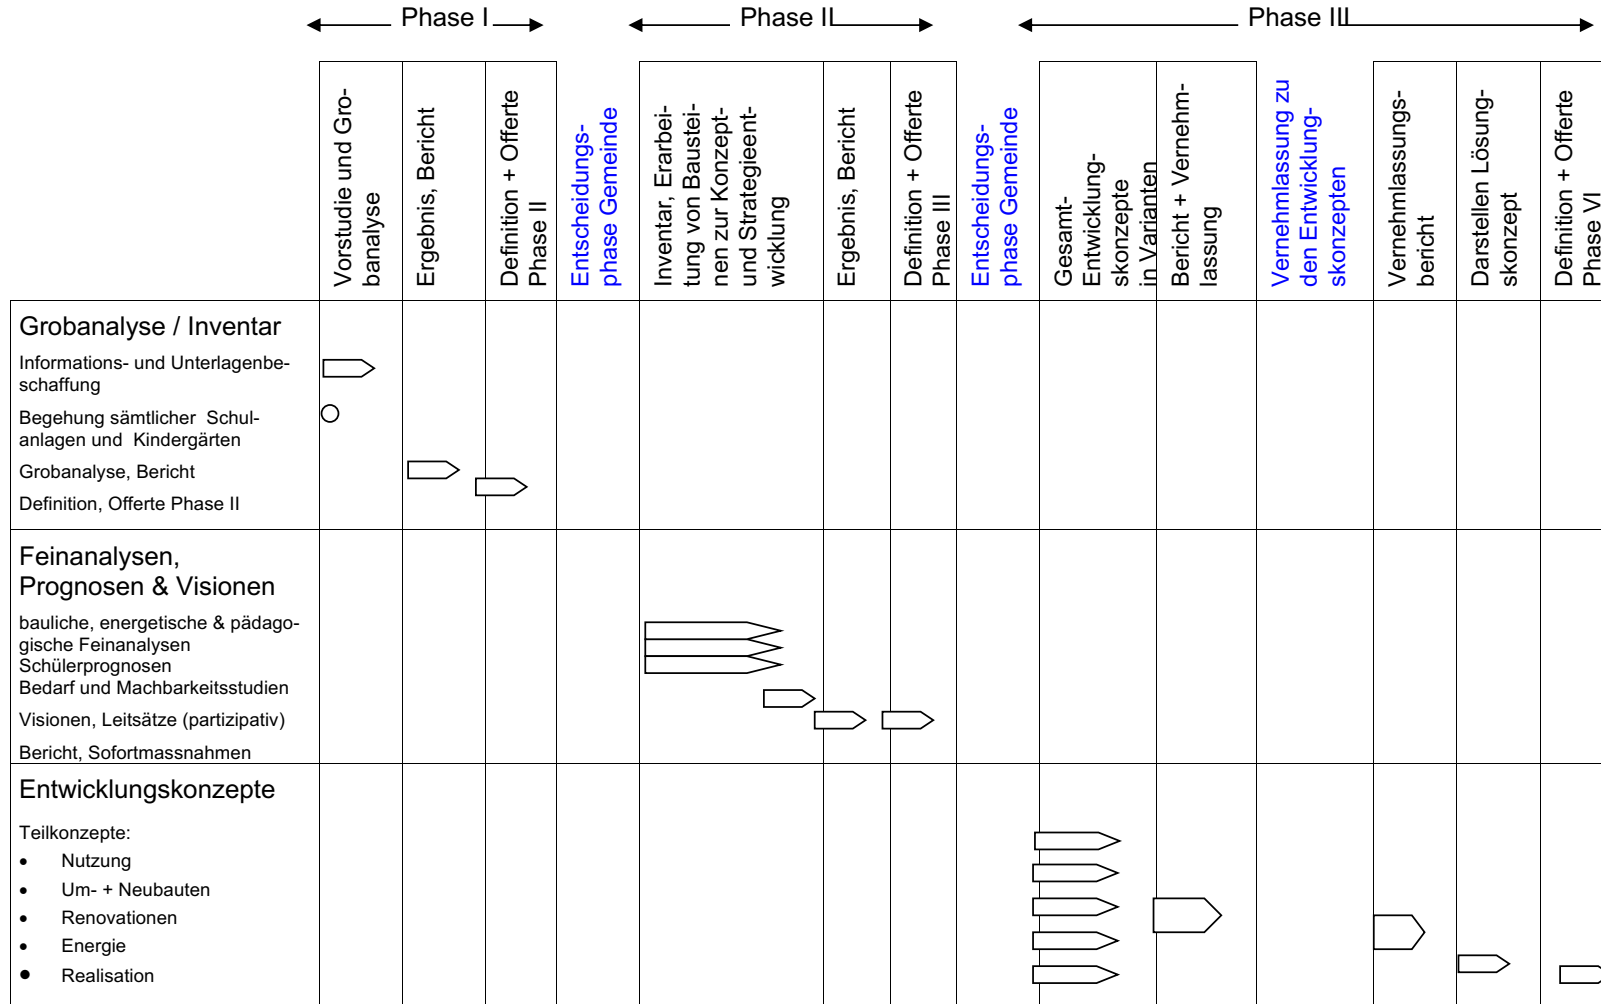 Phase I
Phase II
Phase III
Vorstudie und Gro-
banalyse
Ergebnis, Bericht
Definition + Offerte
Phase II
Entscheidungs-
phase Gemeinde
Inventar, Erarbei-
tung von Baustei-
nen zur Konzept-
und Strategieent-
wicklung
Ergebnis, Bericht
Definition + Offerte
Phase III
Entscheidungs-
phase Gemeinde
Gesamt-
Entwicklung-
skonzepte
in Varianten
Bericht + Vernehm-
lassung
Vernehmlassung zu
den Entwicklung-
skonzepten
Vernehmlassungs-
bericht
Darstellen Lösung-
skonzept
Definition + Offerte
Phase VI
Grobanalyse / Inventar
Informations- und Unterlagenbe-
schaffung
Begehung sämtlicher Schul-
anlagen und Kindergärten
Grobanalyse, Bericht
Definition, Offerte Phase II
Feinanalysen,
Prognosen & Visionen
bauliche, energetische & pädago-
gische Feinanalysen
Schülerprognosen
Bedarf und Machbarkeitsstudien
Visionen, Leitsätze (partizipativ)
Bericht, Sofortmassnahmen
Entwicklungskonzepte
Teilkonzepte:
• Nutzung
• Um- + Neubauten
• Renovationen
• Energie
• Realisation